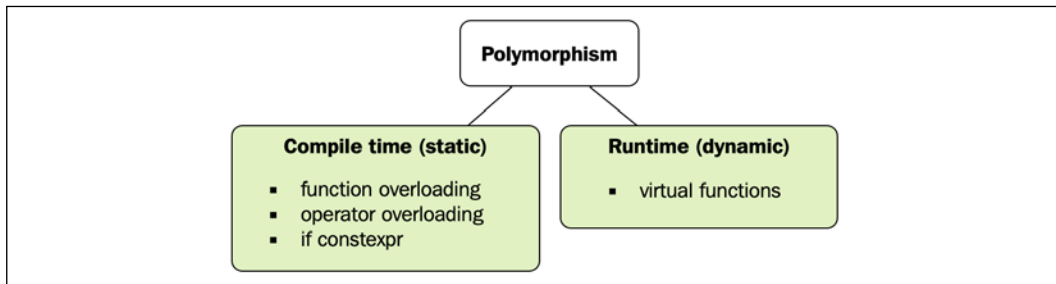 Polymorphism
Compile time (static)
▪ function overloading
▪ operator overloading
▪ if constexpr
Runtime (dynamic)
▪ virtual functions